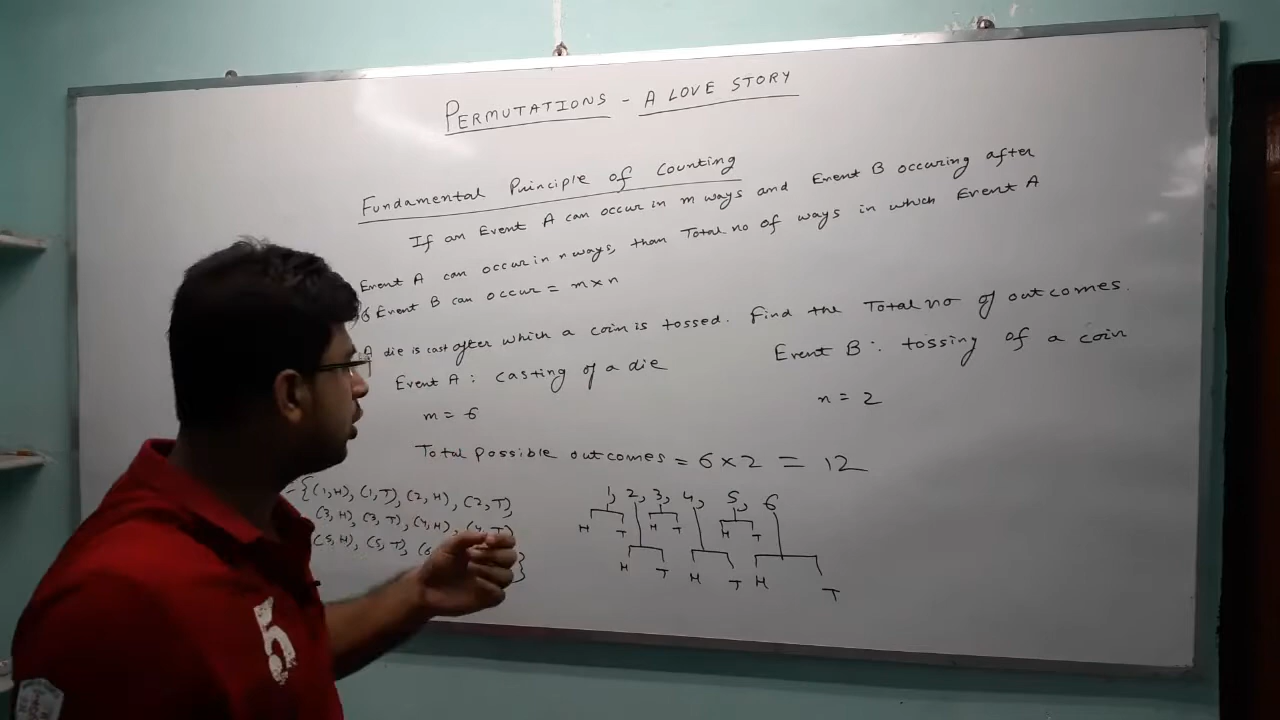 PERMUTATIONS - A LOVE STORY
Fundamental Principle of Counting
If an Event A can occur in m ways and Event B occuring after
Event A can occur in n ways, than Total no of ways in which Event A
& Event B can occur = m×n
A die is cast after which a coin is tossed. Find the Total no of outcomes.
Event A : casting of a die Event B : tossing of a coin
m = 6 n = 2
Total possible outcomes = 6×2 = 12
= {(1,H), (1,T), (2,H), (2,T),
(3,H), (3,T), (4,H), (4,T)
(5,H), (5,T), (6 }
1, 2, 3, 4, 5, 6
H T H T H T
H T H T H T
5